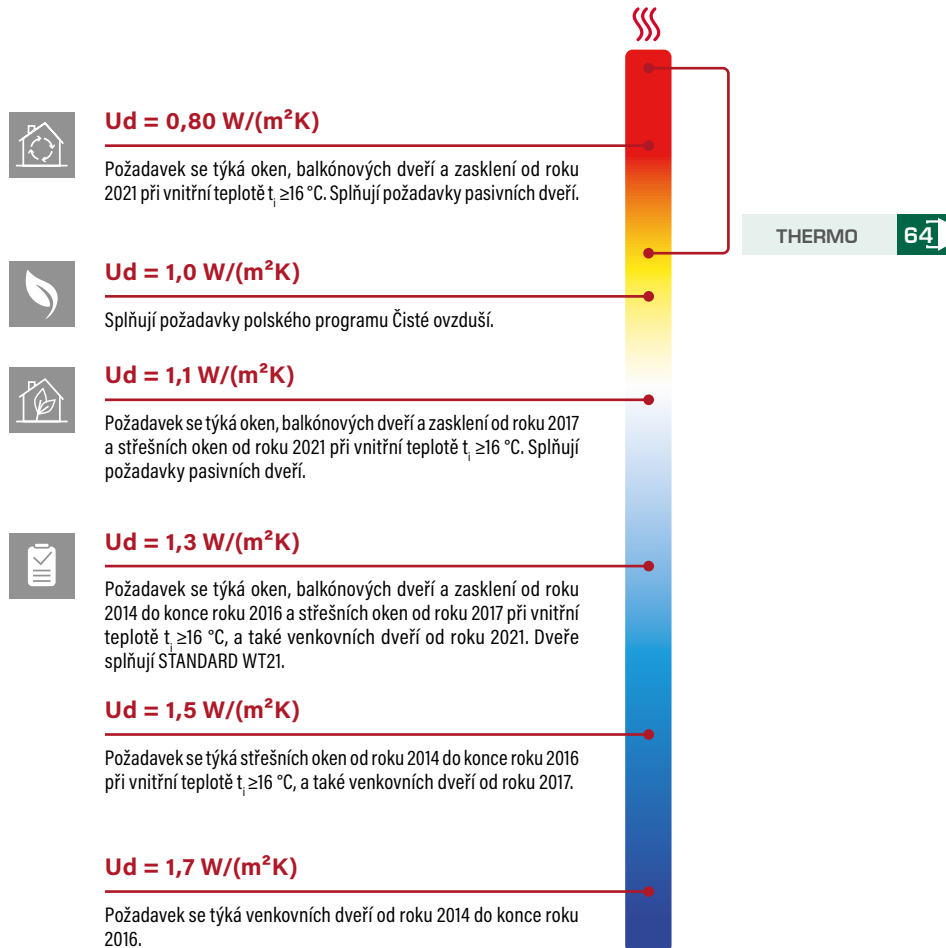 Ud = 0,80 W/(m²K)
Požadavek se týká oken, balkónových dveří a zasklení od roku
2021 při vnitřní teplotě tᵢ ≥16 °C. Splňují požadavky pasivních dveří.
THERMO 64
Ud = 1,0 W/(m²K)
Splňují požadavky polského programu Čisté ovzduší.
Ud = 1,1 W/(m²K)
Požadavek se týká oken, balkónových dveří a zasklení od roku 2017
a střešních oken od roku 2021 při vnitřní teplotě tᵢ ≥16 °C. Splňují
požadavky pasivních dveří.
Ud = 1,3 W/(m²K)
Požadavek se týká oken, balkónových dveří a zasklení od roku
2014 do konce roku 2016 a střešních oken od roku 2017 při vnitřní
teplotě tᵢ ≥16 °C, a také venkovních dveří od roku 2021. Dveře
splňují STANDARD WT21.
Ud = 1,5 W/(m²K)
Požadavek se týká střešních oken od roku 2014 do konce roku 2016
při vnitřní teplotě tᵢ ≥16 °C, a také venkovních dveří od roku 2017.
Ud = 1,7 W/(m²K)
Požadavek se týká venkovních dveří od roku 2014 do konce roku
2016.